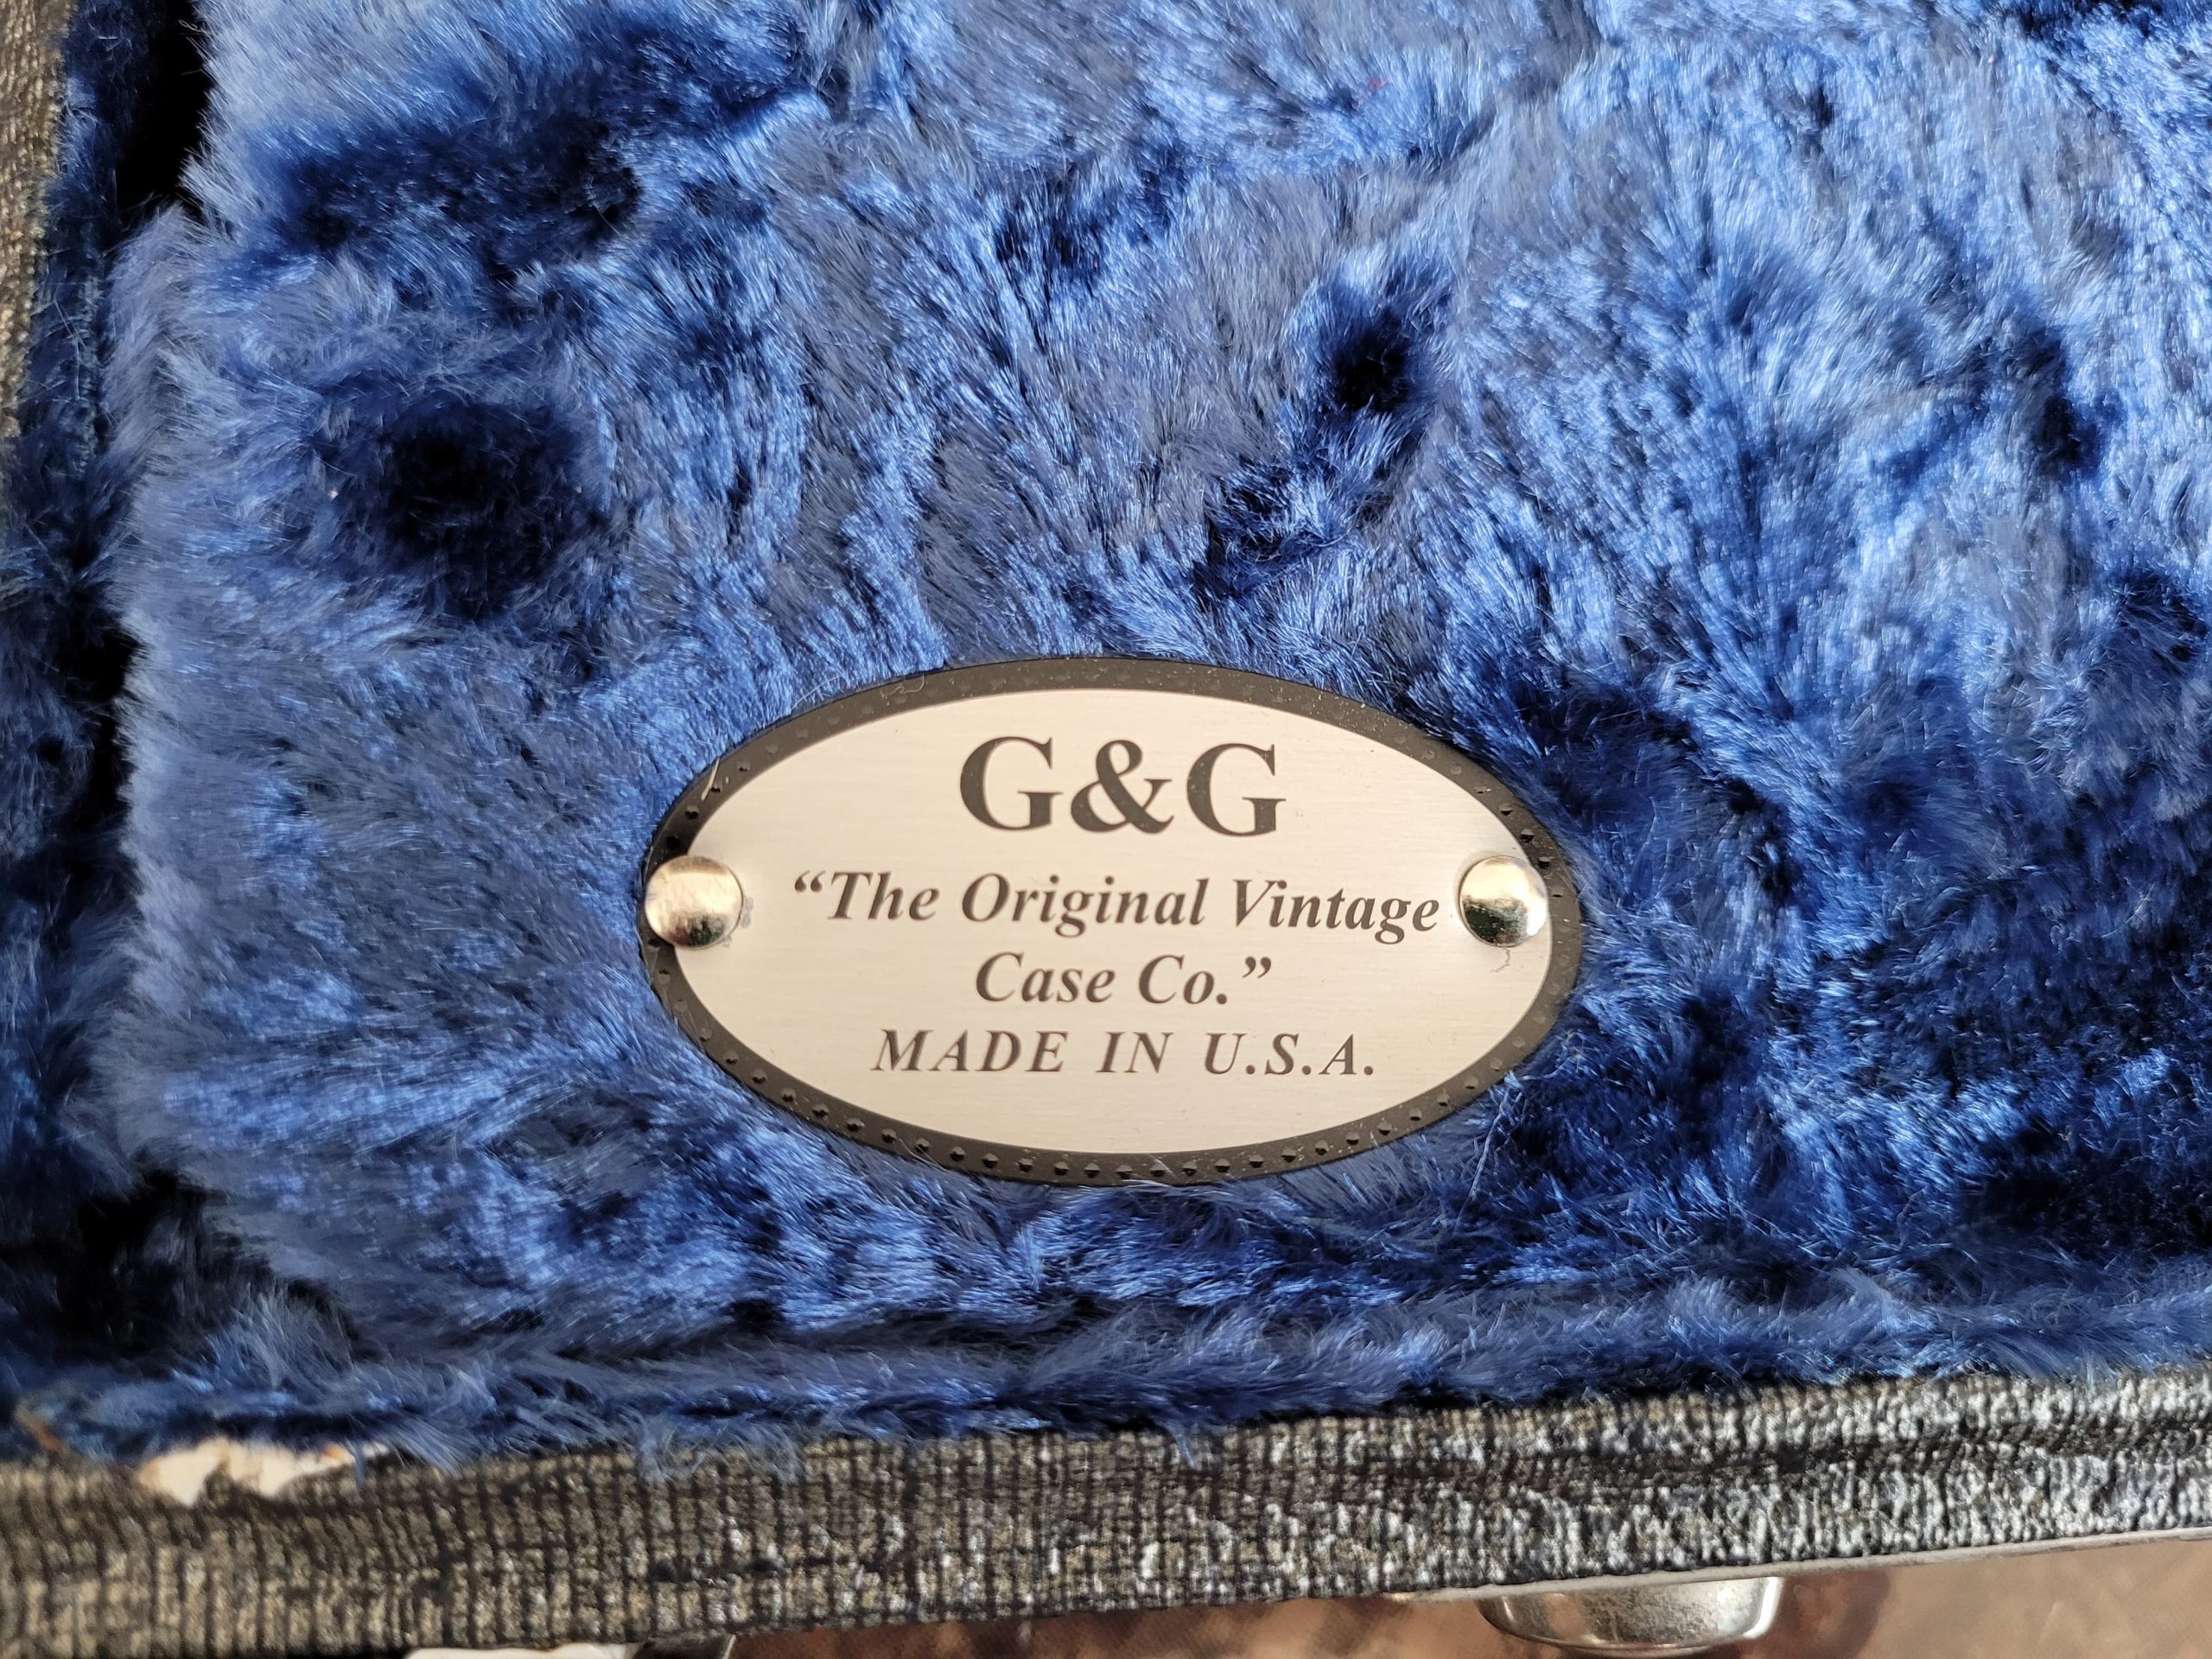 G&G
“The Original Vintage
Case Co.”
MADE IN U.S.A.